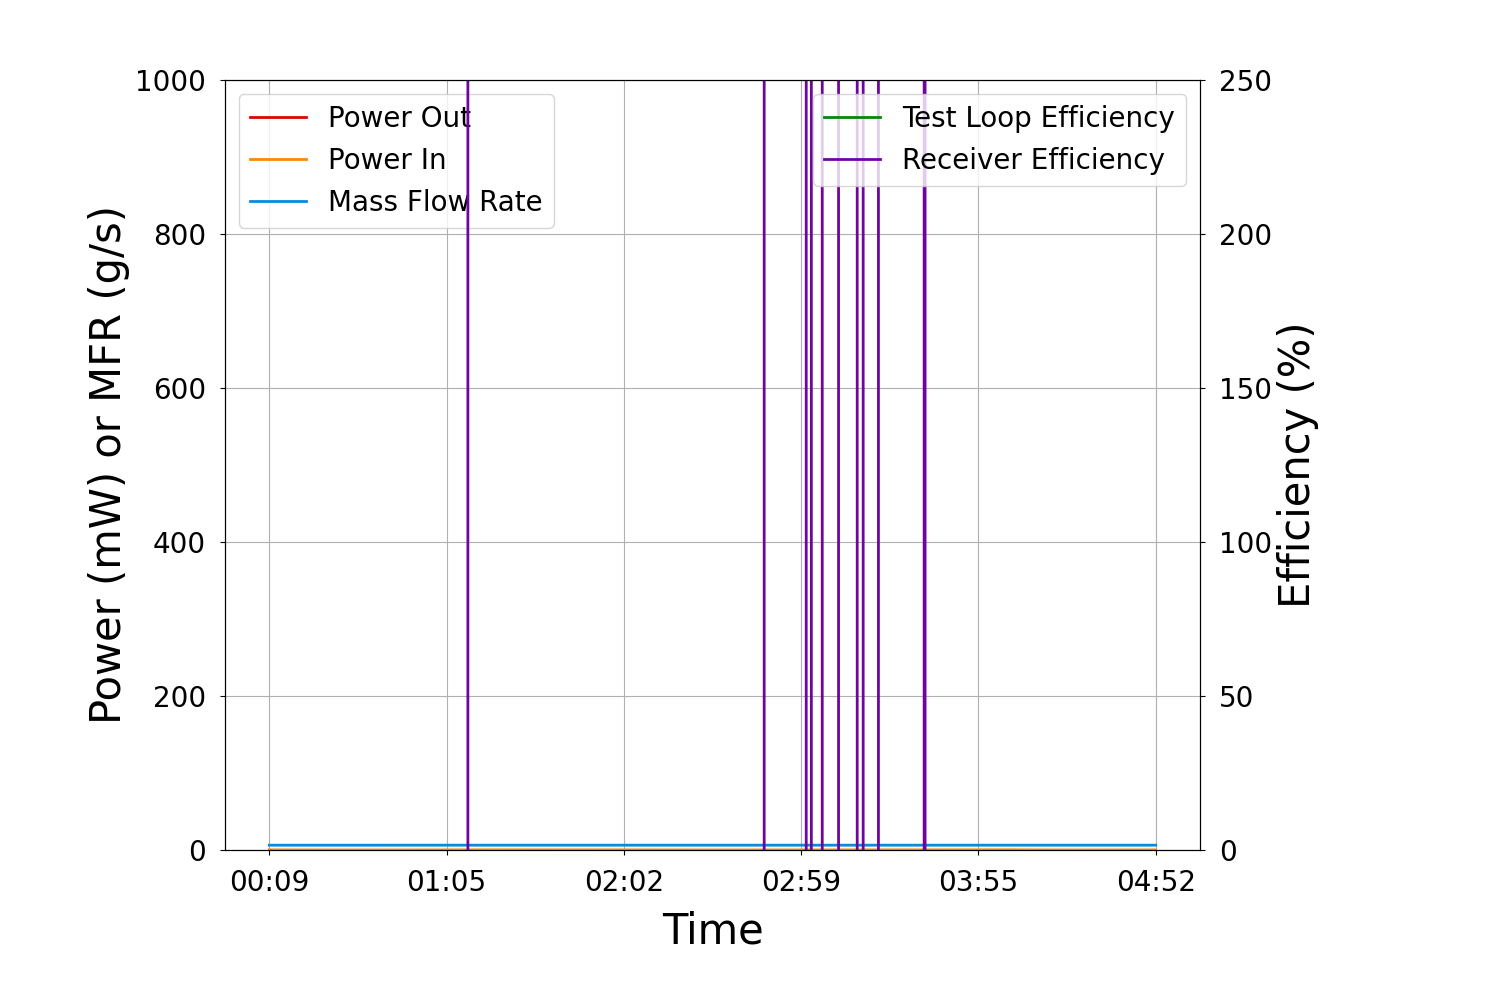 1000
800
600
400
200
0
Power (mW) or MFR (g/s)
Power Out
Power In
Mass Flow Rate
Test Loop Efficiency
Receiver Efficiency
250
200
150
100
50
0
Efficiency (%)
00:09 01:05 02:02 02:59 03:55 04:52
Time